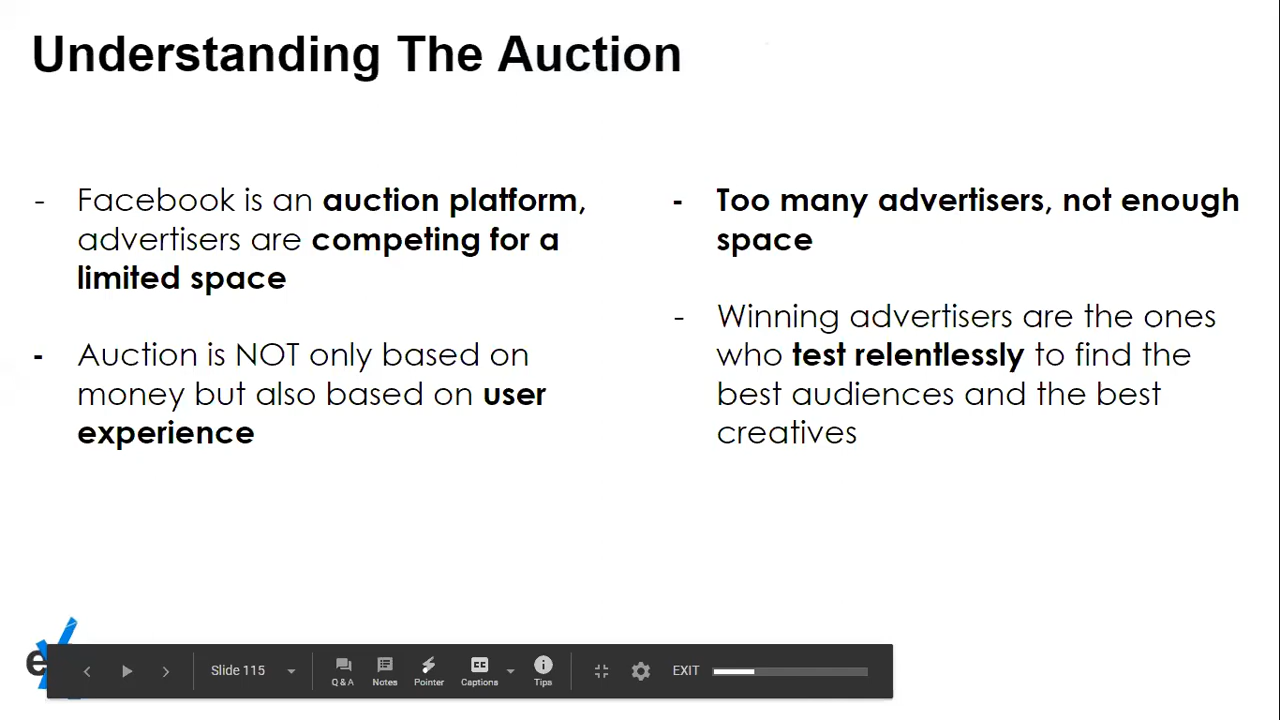 Understanding The Auction
- Facebook is an auction platform,
advertisers are competing for a
limited space
- Auction is NOT only based on
money but also based on user
experience
- Too many advertisers, not enough
space
- Winning advertisers are the ones
who test relentlessly to find the
best audiences and the best
creatives
e
Slide 115
Q & A
Notes
Pointer
CC
Captions
Tips
EXIT